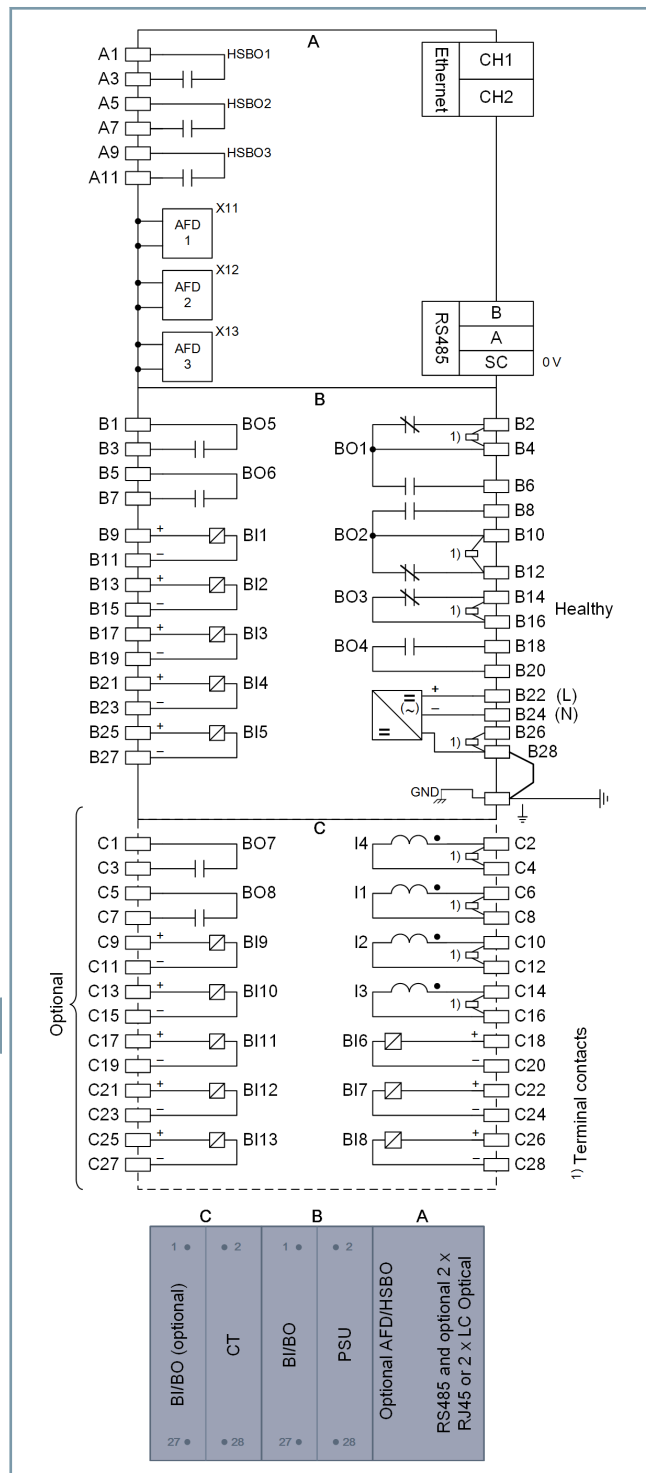 A
A1
HSBO1
A3
A5
HSBO2
A7
A9
HSBO3
A11
Ethernet
CH1
CH2
X11
AFD
1
X12
AFD
2
X13
AFD
3
RS485
B
A
SC
0 V
B
B1
BO5
B3
B5
BO6
B7
B9
+
BI1
B11
–
B13
+
BI2
B15
–
B17
+
BI3
B19
–
B21
+
BI4
B23
–
B25
+
BI5
B27
–
BO1
B2
1)
B4
B6
B8
BO2
B10
1)
B12
BO3
B14
1)
B16
Healthy
BO4
B18
B20
=
(~)
=
+
B22 (L)
–
B24 (N)
B26
1)
B28
GND
C
Optional
C1
BO7
C3
C5
BO8
C7
C9
+
BI9
C11
–
C13
+
BI10
C15
–
C17
+
BI11
C19
–
C21
+
BI12
C23
–
C25
+
BI13
C27
–
I4
C2
1)
C4
I1
C6
1)
C8
I2
C10
1)
C12
I3
C14
1)
C16
BI6
+
C18
–
C20
BI7
+
C22
–
C24
BI8
+
C26
–
C28
1) Terminal contacts
C B A
1 2 1 2
BI/BO (optional)
CT
BI/BO
PSU
Optional AFD/HSBO
RS485 and optional 2 x
RJ45 or 2 x LC Optical
27 28 27 28